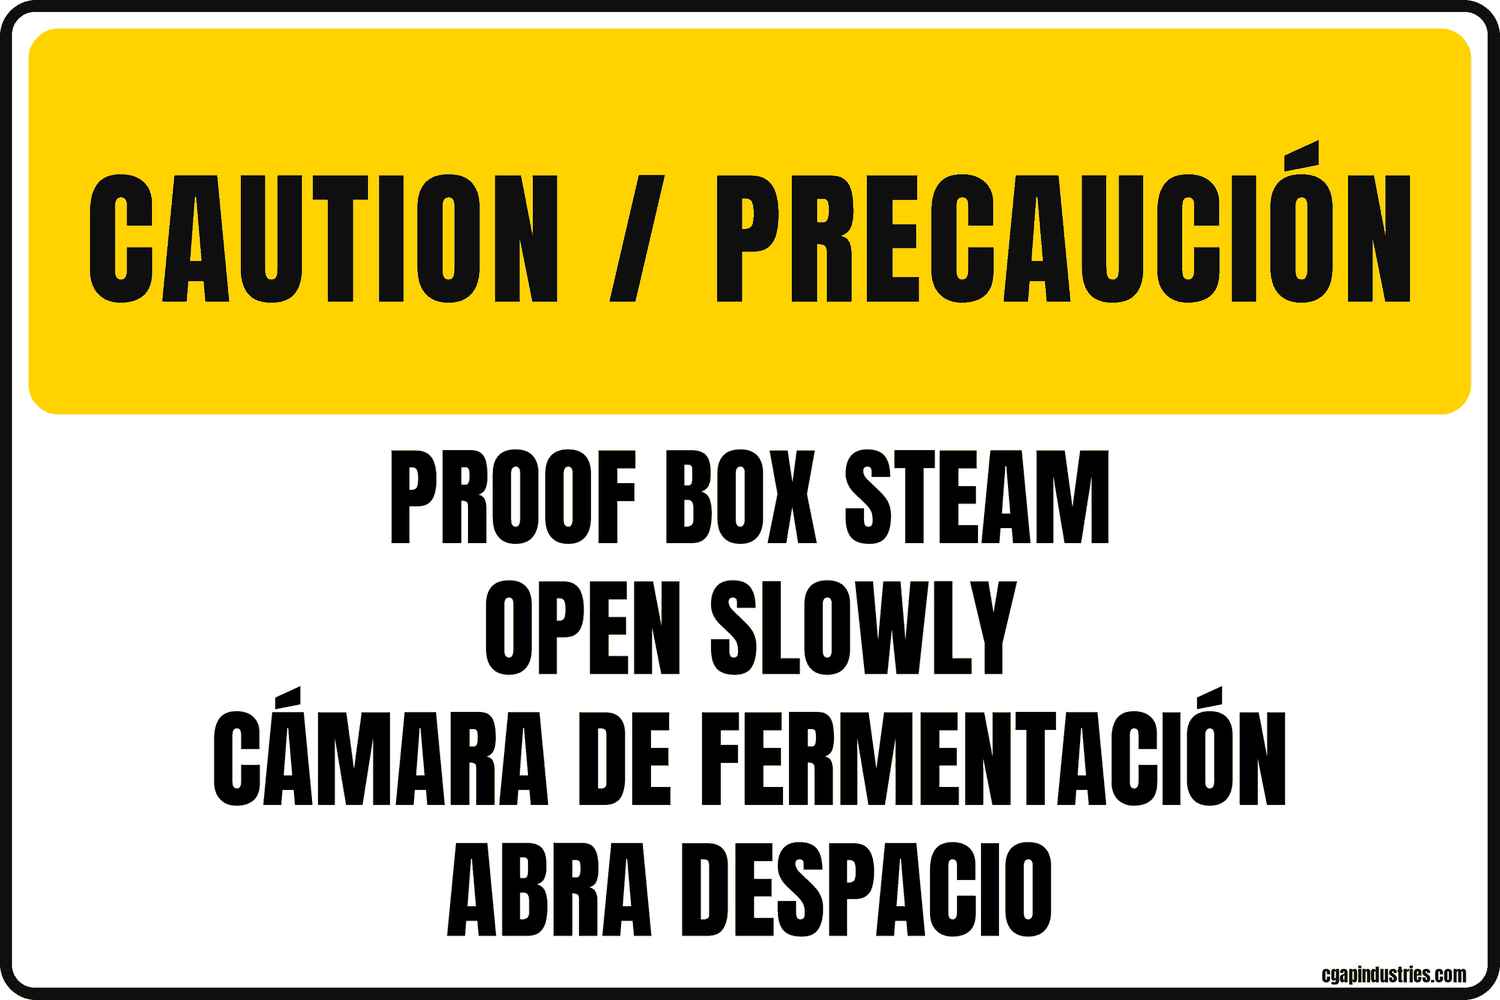 CAUTION / PRECAUCIÓN
PROOF BOX STEAM
OPEN SLOWLY
CÁMARA DE FERMENTACIÓN
ABRA DESPACIO
cgapindustries.com